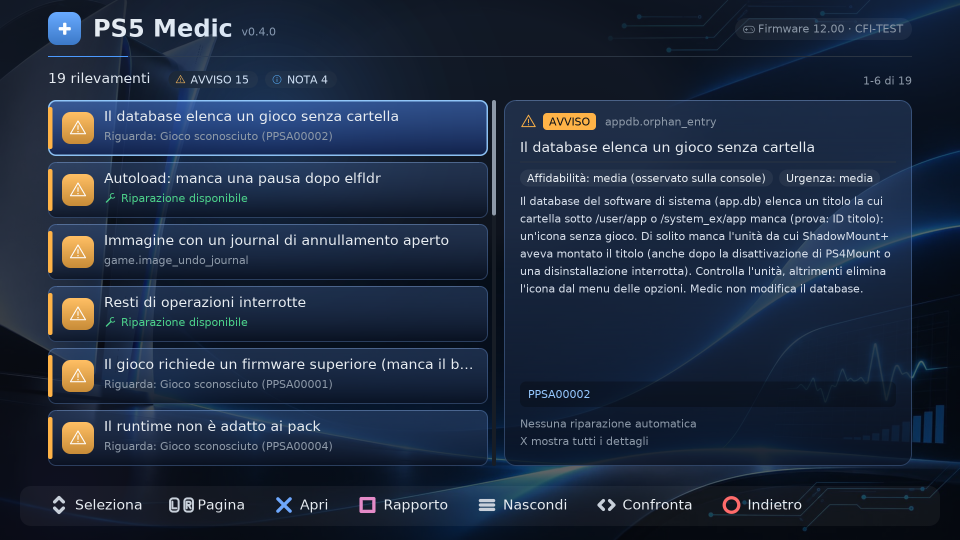 PS5 Medic v0.4.0
Firmware 12.00 · CFI-TEST
19 rilevamenti
AVVISO 15
NOTA 4
1-6 di 19
Il database elenca un gioco senza cartella
Riguarda: Gioco sconosciuto (PPSA00002)
Autoload: manca una pausa dopo elfldr
Riparazione disponibile
Immagine con un journal di annullamento aperto
game.image_undo_journal
Resti di operazioni interrotte
Riparazione disponibile
Il gioco richiede un firmware superiore (manca il b...
Riguarda: Gioco sconosciuto (PPSA00001)
Il runtime non è adatto ai pack
Riguarda: Gioco sconosciuto (PPSA00004)
AVVISO appdb.orphan_entry
Il database elenca un gioco senza cartella
Affidabilità: media (osservato sulla console)
Urgenza: media
Il database del software di sistema (app.db) elenca un titolo la cui
cartella sotto /user/app o /system_ex/app manca (prova: ID titolo):
un'icona senza gioco. Di solito manca l'unità da cui ShadowMount+
aveva montato il titolo (anche dopo la disattivazione di PS4Mount o
una disinstallazione interrotta). Controlla l'unità, altrimenti elimina
l'icona dal menu delle opzioni. Medic non modifica il database.
PPSA00002
Nessuna riparazione automatica
X mostra tutti i dettagli
Seleziona
L R Pagina
Apri
Rapporto
Nascondi
Confronta
Indietro